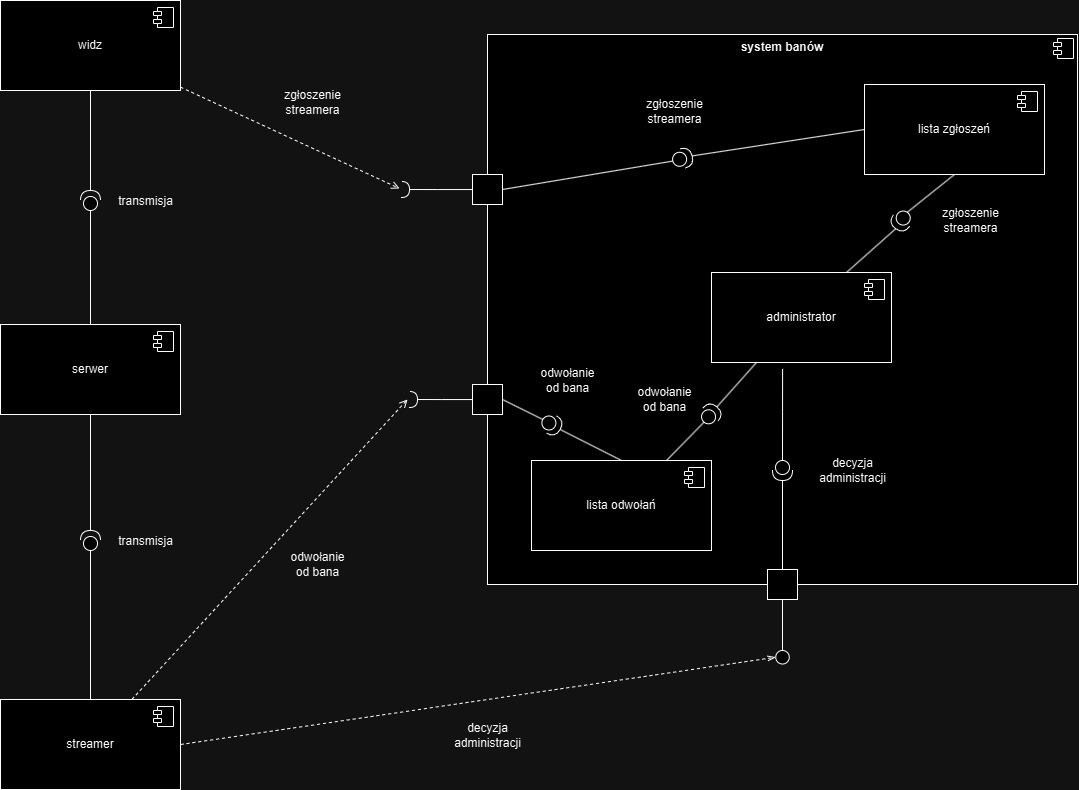 widz
system banów
zgłoszenie
streamera
zgłoszenie
streamera
lista zgłoszeń
transmisja
zgłoszenie
streamera
administrator
serwer
odwołanie
od bana
odwołanie
od bana
decyzja
administracji
lista odwołań
transmisja
odwołanie
od bana
streamer
decyzja
administracji